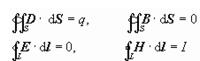 ∯_S D · dS = q, ∯_S B · dS = 0
∮_l E · dl = 0, ∮_l H · dl = I